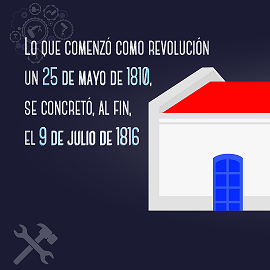 Lo que comenzó como revolución
un 25 de mayo de 1810,
se concretó, al fin,
el 9 de julio de 1816